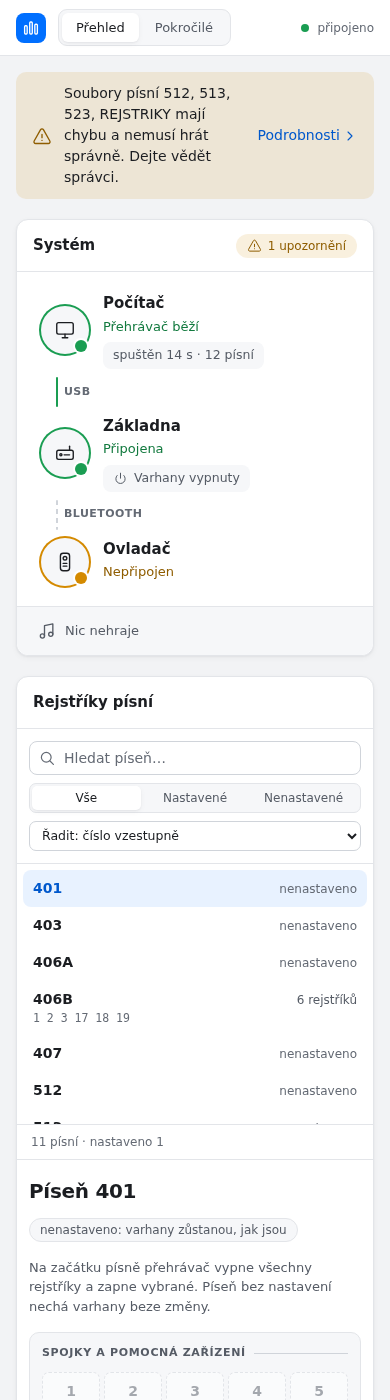 Přehled
Pokročilé
připojeno
Soubory písní 512, 513,
523, REJSTRIKY mají
chybu a nemusí hrát
správně. Dejte vědět
správci.
Podrobnosti
Systém
1 upozornění
Počítač
Přehrávač běží
spuštěn 14 s · 12 písní
USB
Základna
Připojena
Varhany vypnuty
BLUETOOTH
Ovladač
Nepřipojen
Nic nehraje
Rejstříky písní
Hledat píseň…
Vše
Nastavené
Nenastavené
Řadit: číslo vzestupně
401 nenastaveno
403 nenastaveno
406A nenastaveno
406B 6 rejstříků
1 2 3 17 18 19
407 nenastaveno
512 nenastaveno
11 písní · nastaveno 1
Píseň 401
nenastaveno: varhany zůstanou, jak jsou
Na začátku písně přehrávač vypne všechny
rejstříky a zapne vybrané. Píseň bez nastavení
nechá varhany beze změny.
SPOJKY A POMOCNÁ ZAŘÍZENÍ
1 2 3 4 5